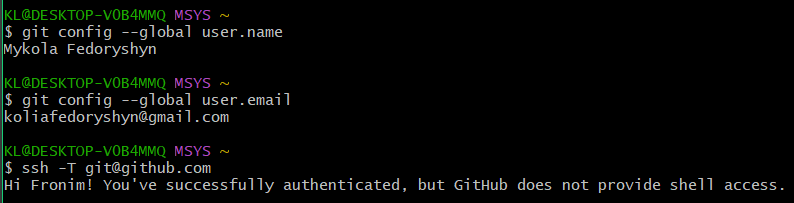 KL@DESKTOP-V0B4MMQ MSYS ~
$ git config --global user.name
Mykola Fedoryshyn
KL@DESKTOP-V0B4MMQ MSYS ~
$ git config --global user.email
koliafedoryshyn@gmail.com
KL@DESKTOP-V0B4MMQ MSYS ~
$ ssh -T git@github.com
Hi Fronim! You've successfully authenticated, but GitHub does not provide shell access.